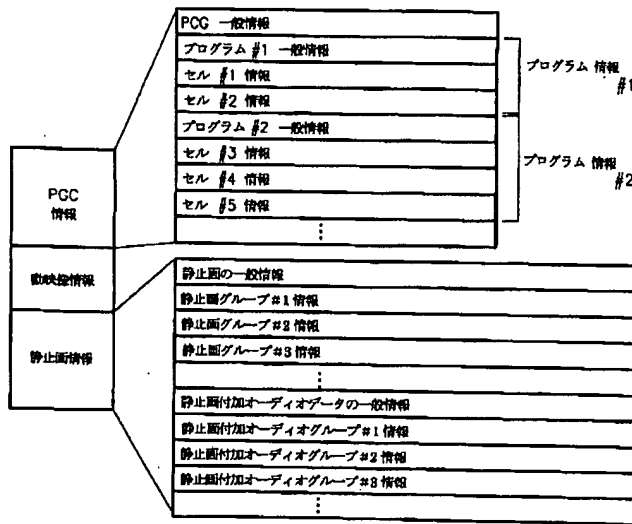 PCG 一般情報
プログラム #1 一般情報
セル #1 情報
セル #2 情報
プログラム #2 一般情報
セル #3 情報
セル #4 情報
セル #5 情報
プログラム 情報
#1
プログラム 情報
#2
PGC
情報
動映像情報
静止画情報
静止画の一般情報
静止画グループ#1 情報
静止画グループ#2 情報
静止画グループ#3 情報
静止画付加オーディオデータの一般情報
静止画付加オーディオグループ#1 情報
静止画付加オーディオグループ#2 情報
静止画付加オーディオグループ#3 情報